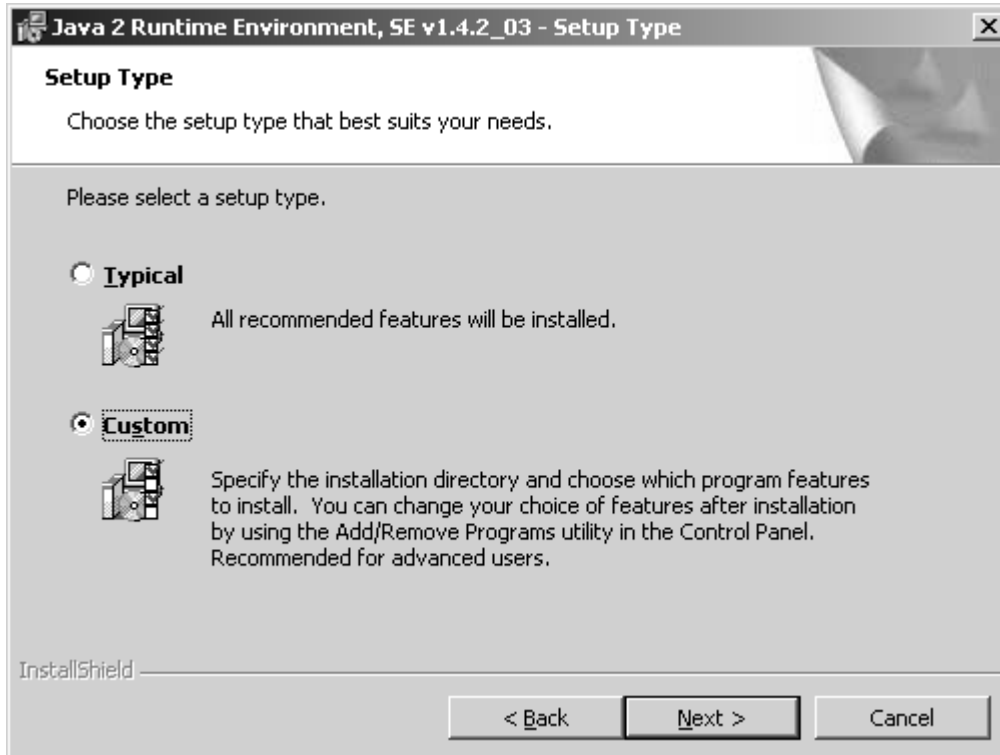 Java 2 Runtime Environment, SE v1.4.2_03 - Setup Type
Setup Type
Choose the setup type that best suits your needs.
Please select a setup type.
Typical
All recommended features will be installed.
Custom
Specify the installation directory and choose which program features
to install.  You can change your choice of features after installation
by using the Add/Remove Programs utility in the Control Panel.
Recommended for advanced users.
InstallShield
< Back
Next >
Cancel